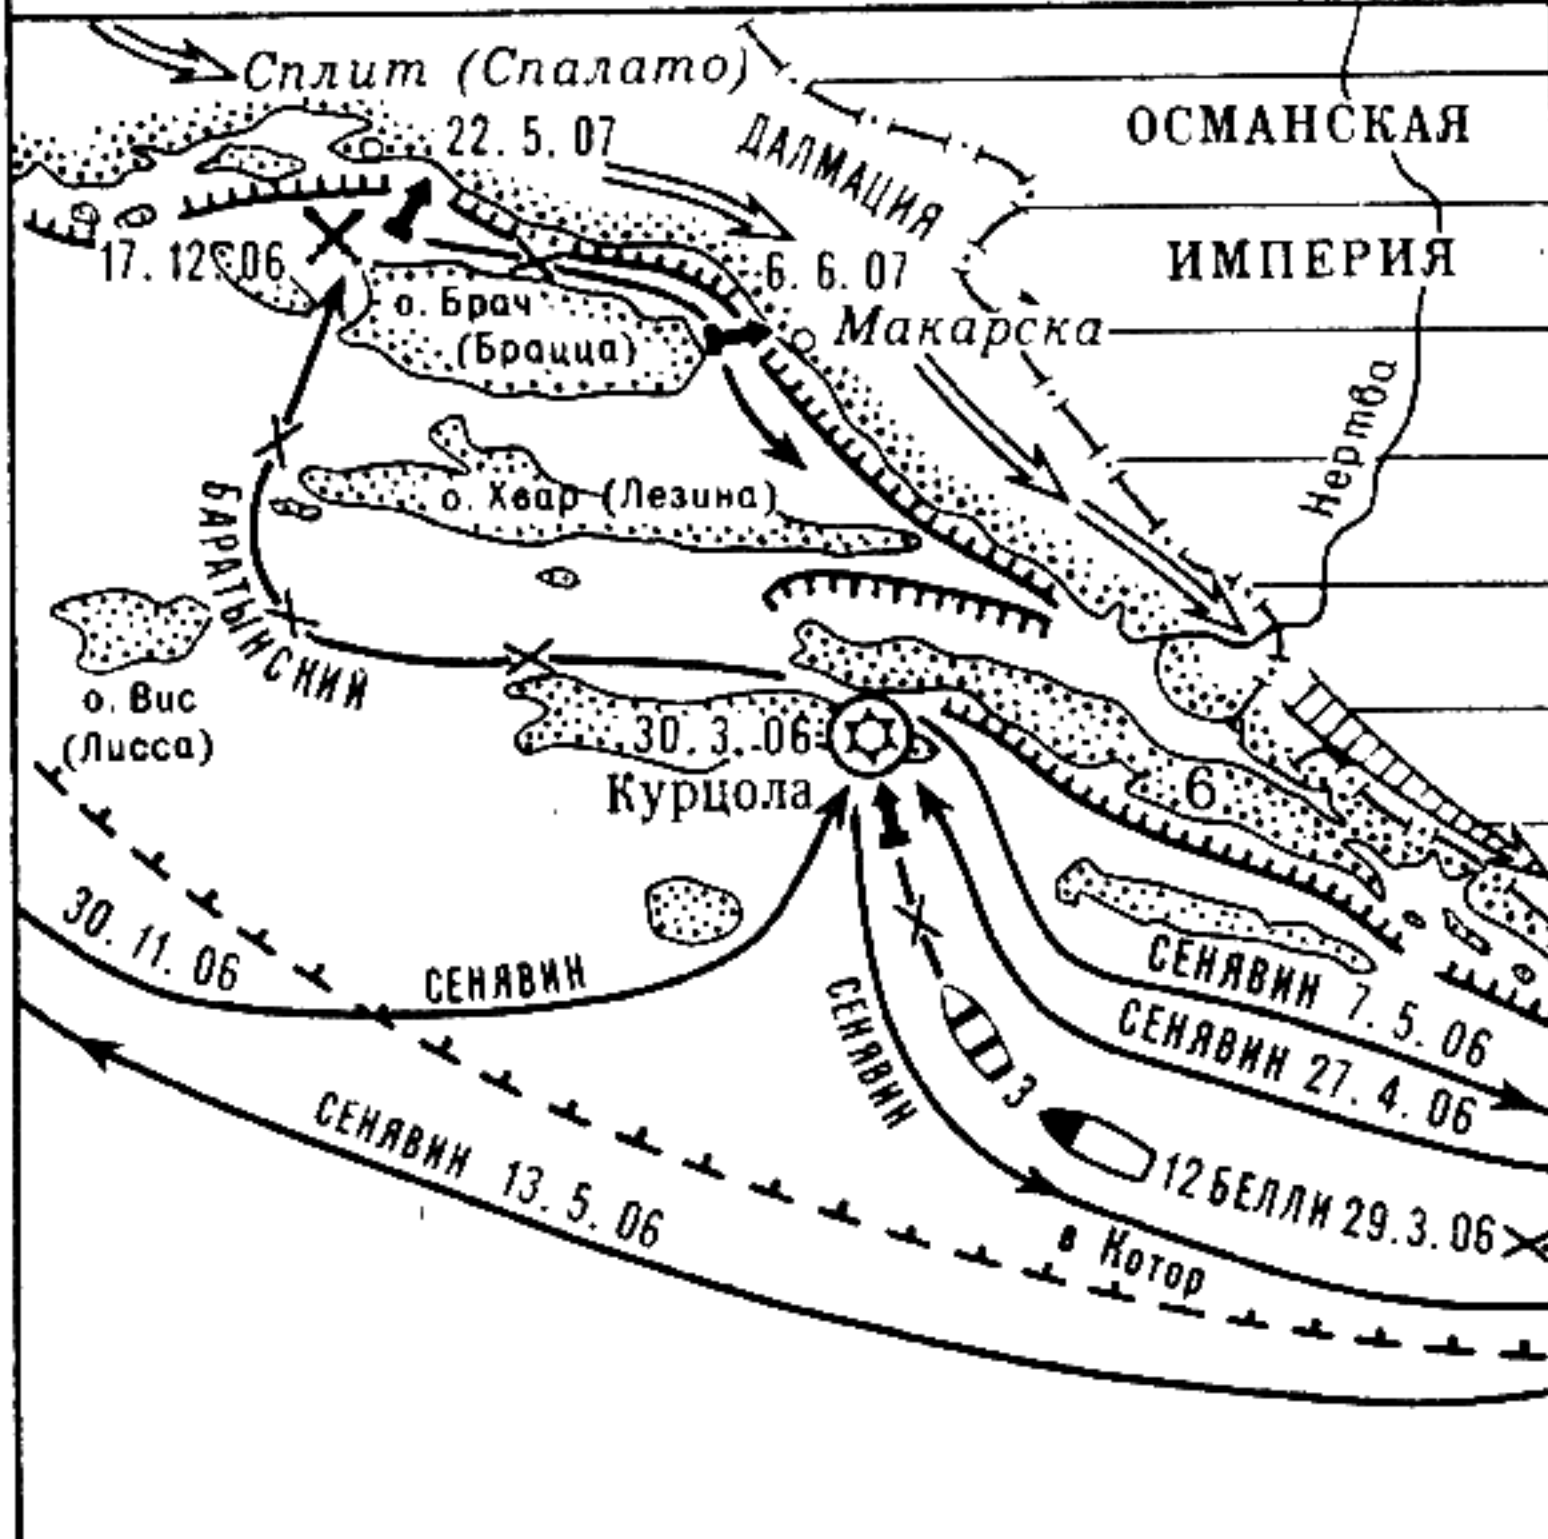 Сплит (Спалато)
22.5.07
ДАЛМАЦИЯ
ОСМАНСКАЯ
ИМПЕРИЯ
17.12.06
о. Брач
(Брацца)
6.6.07
Макарска
Нертва
о. Хвар (Лезина)
БАРАТЫНСКИЙ
о. Вис
(Лисса)
30.3.06
Курцола
6
30.11.06
СЕНЯВИН
СЕНЯВИН
СЕНЯВИН 7.5.06
СЕНЯВИН 27.4.06
3
12 БЕЛЛИ 29.3.06
в Котор
СЕНЯВИН 13.5.06